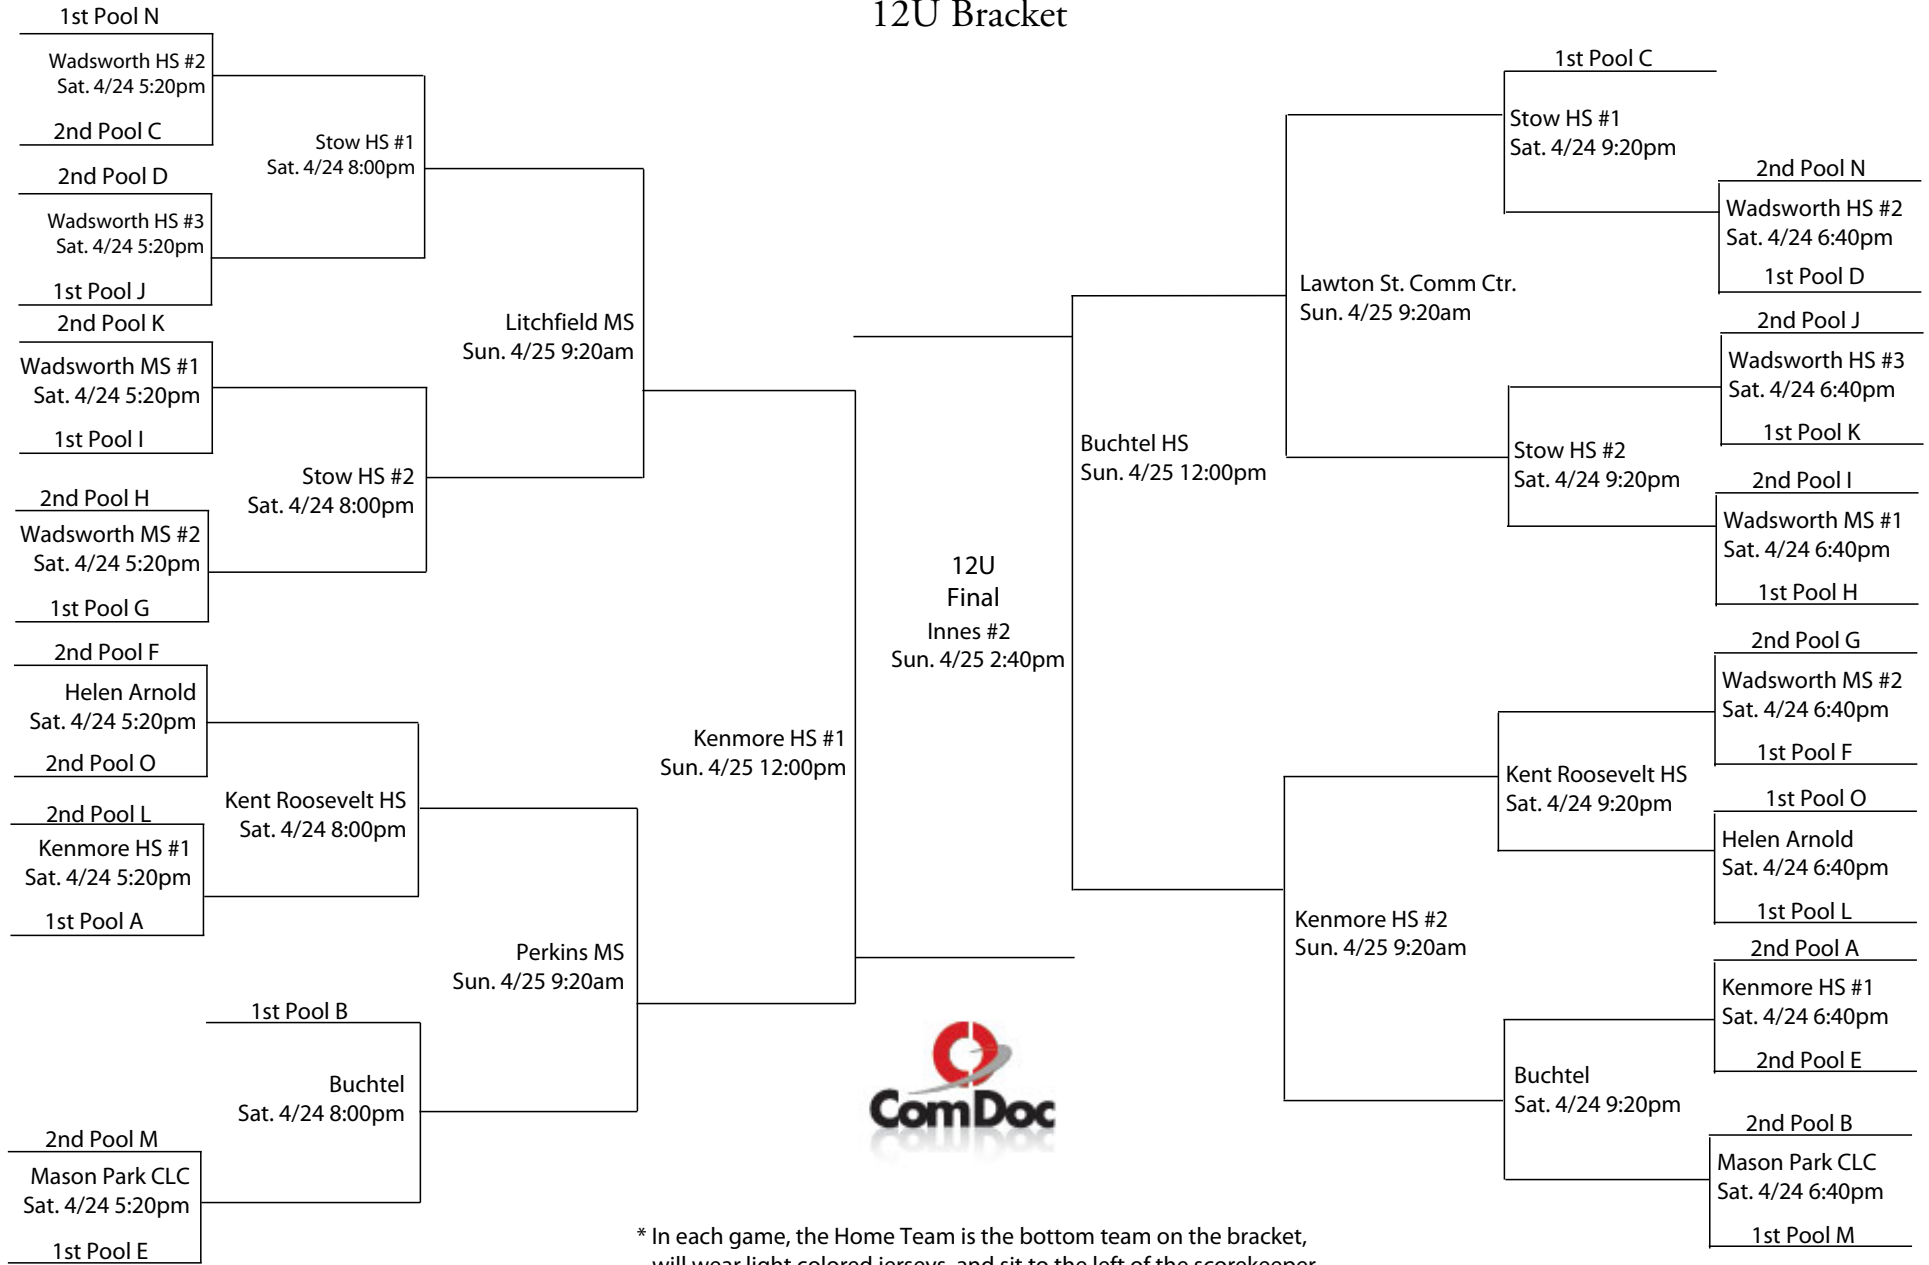 12U Bracket
1st Pool N
Wadsworth HS #2
Sat. 4/24 5:20pm
2nd Pool C
2nd Pool D
Wadsworth HS #3
Sat. 4/24 5:20pm
1st Pool J
2nd Pool K
Wadsworth MS #1
Sat. 4/24 5:20pm
1st Pool I
2nd Pool H
Wadsworth MS #2
Sat. 4/24 5:20pm
1st Pool G
2nd Pool F
Helen Arnold
Sat. 4/24 5:20pm
2nd Pool O
2nd Pool L
Kenmore HS #1
Sat. 4/24 5:20pm
1st Pool A
1st Pool B
2nd Pool M
Mason Park CLC
Sat. 4/24 5:20pm
1st Pool E
Stow HS #1
Sat. 4/24 8:00pm
Stow HS #2
Sat. 4/24 8:00pm
Kent Roosevelt HS
Sat. 4/24 8:00pm
Buchtel
Sat. 4/24 8:00pm
Litchfield MS
Sun. 4/25 9:20am
Perkins MS
Sun. 4/25 9:20am
Kenmore HS #1
Sun. 4/25 12:00pm
12U
Final
Innes #2
Sun. 4/25 2:40pm
Buchtel HS
Sun. 4/25 12:00pm
Lawton St. Comm Ctr.
Sun. 4/25 9:20am
Kenmore HS #2
Sun. 4/25 9:20am
1st Pool C
Stow HS #1
Sat. 4/24 9:20pm
Stow HS #2
Sat. 4/24 9:20pm
Kent Roosevelt HS
Sat. 4/24 9:20pm
Buchtel
Sat. 4/24 9:20pm
2nd Pool N
Wadsworth HS #2
Sat. 4/24 6:40pm
1st Pool D
2nd Pool J
Wadsworth HS #3
Sat. 4/24 6:40pm
1st Pool K
2nd Pool I
Wadsworth MS #1
Sat. 4/24 6:40pm
1st Pool H
2nd Pool G
Wadsworth MS #2
Sat. 4/24 6:40pm
1st Pool F
1st Pool O
Helen Arnold
Sat. 4/24 6:40pm
1st Pool L
2nd Pool A
Kenmore HS #1
Sat. 4/24 6:40pm
2nd Pool E
2nd Pool B
Mason Park CLC
Sat. 4/24 6:40pm
1st Pool M
ComDoc
* In each game, the Home Team is the bottom team on the bracket,
will wear light colored jerseys, and sit to the left of the scorekeeper